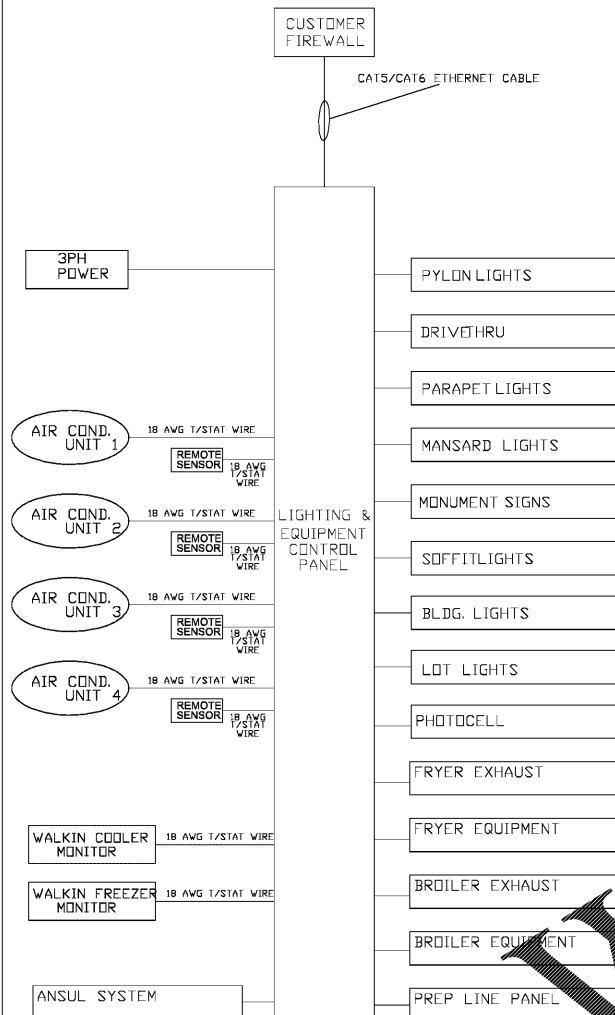 CUSTOMER
FIREWALL
CAT5/CAT6 ETHERNET CABLE
3PH
POWER
AIR COND.
UNIT 1
18 AWG T/STAT WIRE
REMOTE
SENSOR
18 AWG
T/STAT
WIRE
AIR COND.
UNIT 2
18 AWG T/STAT WIRE
REMOTE
SENSOR
18 AWG
T/STAT
WIRE
AIR COND.
UNIT 3
18 AWG T/STAT WIRE
REMOTE
SENSOR
18 AWG
T/STAT
WIRE
AIR COND.
UNIT 4
18 AWG T/STAT WIRE
REMOTE
SENSOR
18 AWG
T/STAT
WIRE
WALKIN COOLER
MONITOR
18 AWG T/STAT WIRE
WALKIN FREEZER
MONITOR
18 AWG T/STAT WIRE
ANSUL SYSTEM
LIGHTING &
EQUIPMENT
CONTROL
PANEL
PYLON LIGHTS
DRIVETHRU
PARAPET LIGHTS
MANSARD LIGHTS
MONUMENT SIGNS
SOFFITLIGHTS
BLDG. LIGHTS
LOT LIGHTS
PHOTOCELL
FRYER EXHAUST
FRYER EQUIPMENT
BROILER EXHAUST
BROILER EQUIPMENT
PREP LINE PANEL